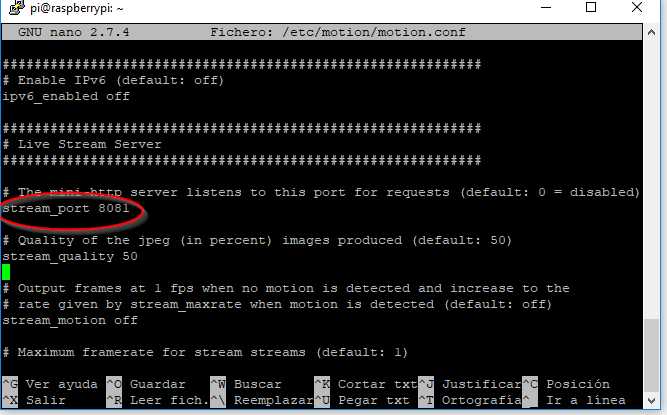 pi@raspberrypi: ~
GNU nano 2.7.4 Fichero: /etc/motion/motion.conf
############################################################
# Enable IPv6 (default: off)
ipv6_enabled off
############################################################
# Live Stream Server
############################################################
# The mini-http server listens to this port for requests (default: 0 = disabled)
stream_port 8081
# Quality of the jpeg (in percent) images produced (default: 50)
stream_quality 50
# Output frames at 1 fps when no motion is detected and increase to the
# rate given by stream_maxrate when motion is detected (default: off)
stream_motion off
# Maximum framerate for stream streams (default: 1)
^G Ver ayuda ^O Guardar ^W Buscar ^K Cortar txt ^J Justificar ^C Posición
^X Salir ^R Leer fich. ^\ Reemplazar ^U Pegar txt ^T Ortografía ^_ Ir a línea